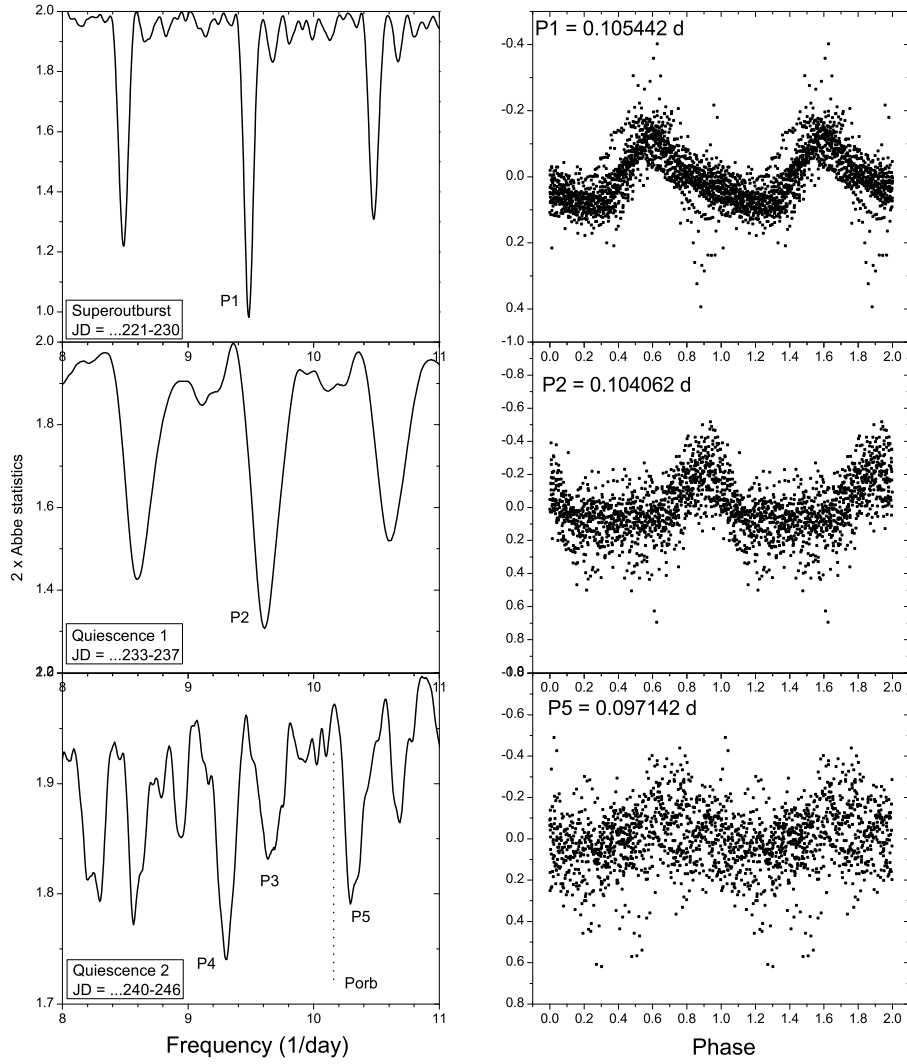 2.0
1.8
1.6
1.4
1.2
1.0
P1
Superoutburst
JD = ...221-230
P1 = 0.105442 d
-0.4
-0.2
0.0
0.2
0.4
-1.0
0.0 0.2 0.4 0.6 0.8 1.0 1.2 1.4 1.6 1.8 2.0
2.0
8 9 10 11
1.8
1.6
1.4
2 x Abbe statistics
P2
Quiescence 1
JD = ...233-237
P2 = 0.104062 d
-0.8
-0.6
-0.4
-0.2
0.0
0.2
0.4
0.6
0.8
0.0 0.2 0.4 0.6 0.8 1.0 1.2 1.4 1.6 1.8 2.0
8 9 10 11
1.9
1.8
1.7
P3
P4
P5
Porb
Quiescence 2
JD = ...240-246
8 9 10 11
Frequency (1/day)
P5 = 0.097142 d
-0.6
-0.4
-0.2
0.0
0.2
0.4
0.6
0.8
0.0 0.2 0.4 0.6 0.8 1.0 1.2 1.4 1.6 1.8 2.0
Phase